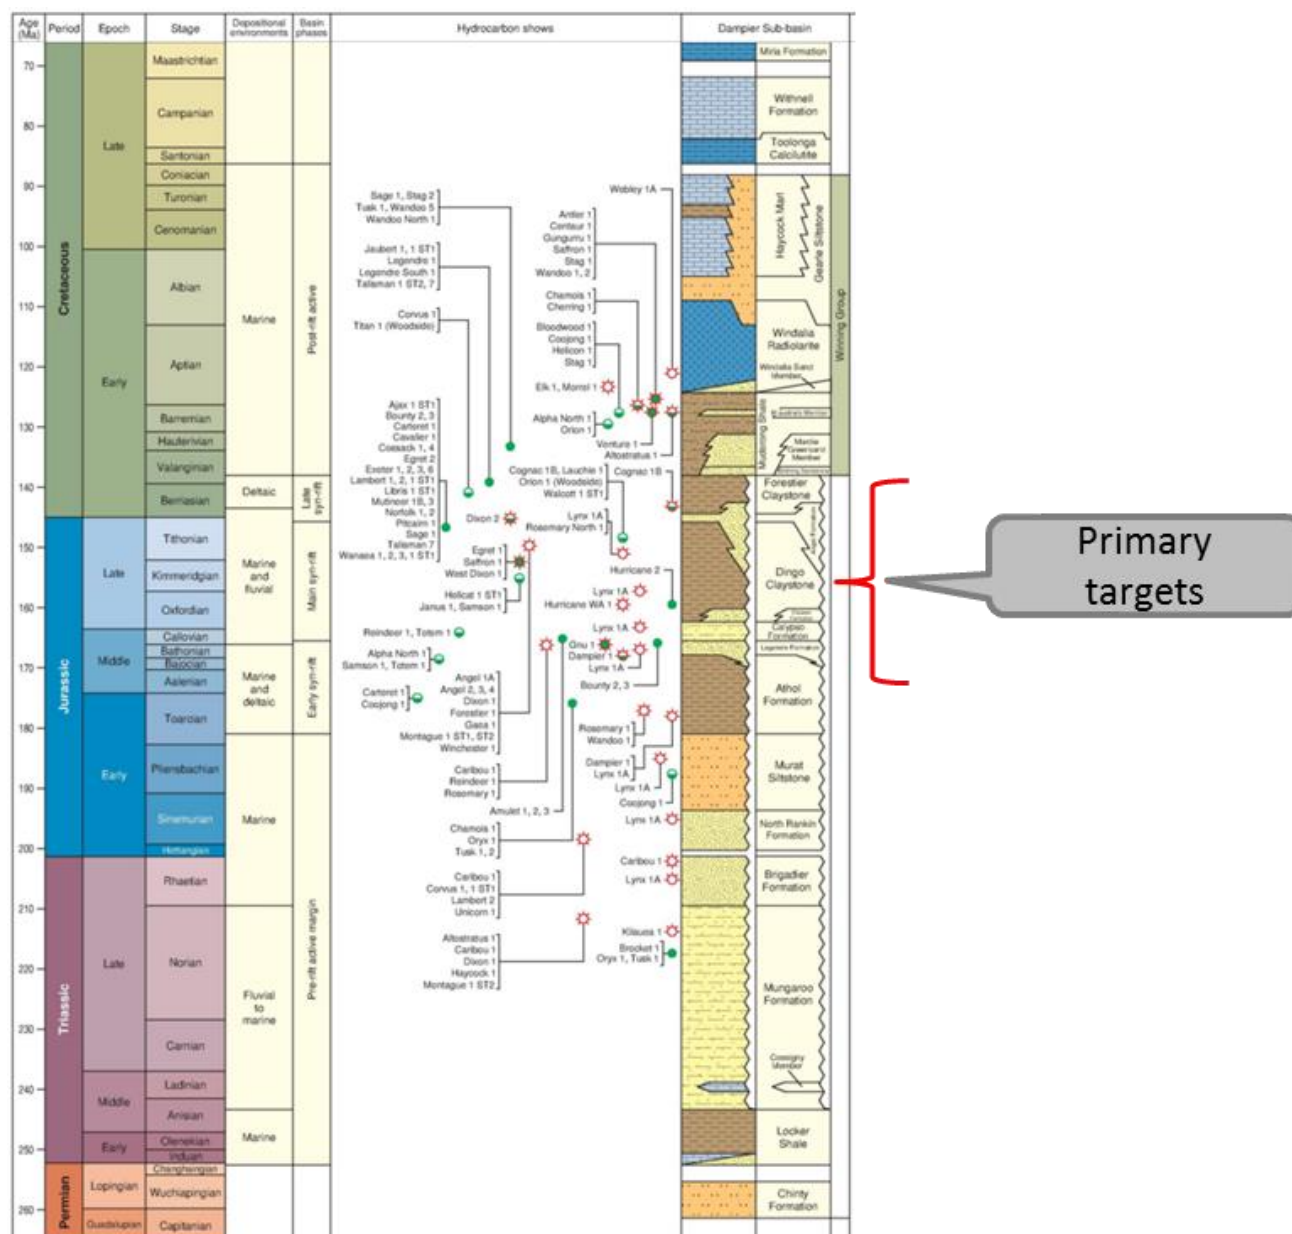 Age (Ma)
Period
Epoch
Stage
Depositional environments
Basin phases
Hydrocarbon shows
Dampier Sub-basin
70
80
90
100
110
120
130
140
150
160
170
180
190
200
210
220
230
240
250
260
Cretaceous
Jurassic
Triassic
Permian
Late
Early
Late
Middle
Early
Late
Middle
Early
Lopingian
Guadalupian
Maastrichtian
Campanian
Santonian
Coniacian
Turonian
Cenomanian
Albian
Aptian
Barremian
Hauterivian
Valanginian
Berriasian
Tithonian
Kimmeridgian
Oxfordian
Callovian
Bathonian
Bajocian
Aalenian
Toarcian
Pliensbachian
Sinemurian
Hettangian
Rhaetian
Norian
Carnian
Ladinian
Anisian
Olenekian
Induan
Changhsingian
Wuchiapingian
Capitanian
Marine
Deltaic
Marine
and
fluvial
Marine
and
deltaic
Marine
Fluvial
to
marine
Marine
Post-rift active
Late
syn-rift
Main syn-rift
Early syn-rift
Pre-rift active margin
Sage 1, Stag 2
Tusk 1, Wandoo 5
Wandoo North 1
Jaubert 1, 1 ST1
Legendre 1
Legendre South 1
Talisman 1 ST2, 7
Corvus 1
Titan 1 (Woodside)
Ajax 1 ST1
Bounty 2, 3
Carteret 1
Cavalier 1
Cossack 1, 4
Egret 2
Exeter 1, 2, 3, 6
Lambert 1, 2, 1 ST1
Libris 1 ST1
Mutineer 1B, 3
Norfolk 1, 2
Pitcairn 1
Sage 1
Talisman 7
Wanaea 1, 2, 3, 1 ST1
Dixon 2
Egret 1
Saffron 1
West Dixon 1
Helicat 1 ST1
Janus 1, Samson 1
Reindeer 1, Totem 1
Alpha North 1
Samson 1, Totem 1
Carteret 1
Coojong 1
Angel 1A
Angel 2, 3, 4
Dixon 1
Forestier 1
Gaea 1
Montague 1 ST1, ST2
Winchester 1
Caribou 1
Reindeer 1
Rosemary 1
Amulet 1, 2, 3
Chamois 1
Oryx 1
Tusk 1, 2
Caribou 1
Corvus 1, 1 ST1
Lambert 2
Unicorn 1
Altostratus 1
Caribou 1
Dixon 1
Haycock 1
Montague 1 ST2
Webley 1A
Antler 1
Centaur 1
Gungurru 1
Saffron 1
Stag 1
Wandoo 1, 2
Chamois 1
Cherring 1
Bloodwood 1
Coojong 1
Helicon 1
Stag 1
Elk 1, Morrel 1
Alpha North 1
Orion 1
Venture 1
Altostratus 1
Cognac 1B, Lauchie 1
Orion 1 (Woodside)
Walcott 1 ST1
Cognac 1B
Lynx 1A
Rosemary North 1
Hurricane 2
Lynx 1A
Hurricane WA 1
Lynx 1A
Gnu 1
Dampier 1
Lynx 1A
Bounty 2, 3
Rosemary 1
Wandoo 1
Dampier 1
Lynx 1A
Lynx 1A
Coojong 1
Lynx 1A
Caribou 1
Lynx 1A
Kilauea 1
Brocket 1
Oryx 1, Tusk 1
Miria Formation
Withnell
Formation
Toolonga
Calcilutite
Haycock Marl
Gearle Siltstone
Windalia
Radiolarite
Windalia Sand
Member
Muderong Shale
Mardie
Greensand
Member
Winning Group
Forestier
Claystone
Dingo
Claystone
Calypso
Formation
Legendre Formation
Athol
Formation
Murat
Siltstone
North Rankin
Formation
Brigadier
Formation
Mungaroo
Formation
Cossigny
Member
Locker
Shale
Chinty
Formation
Primary
targets